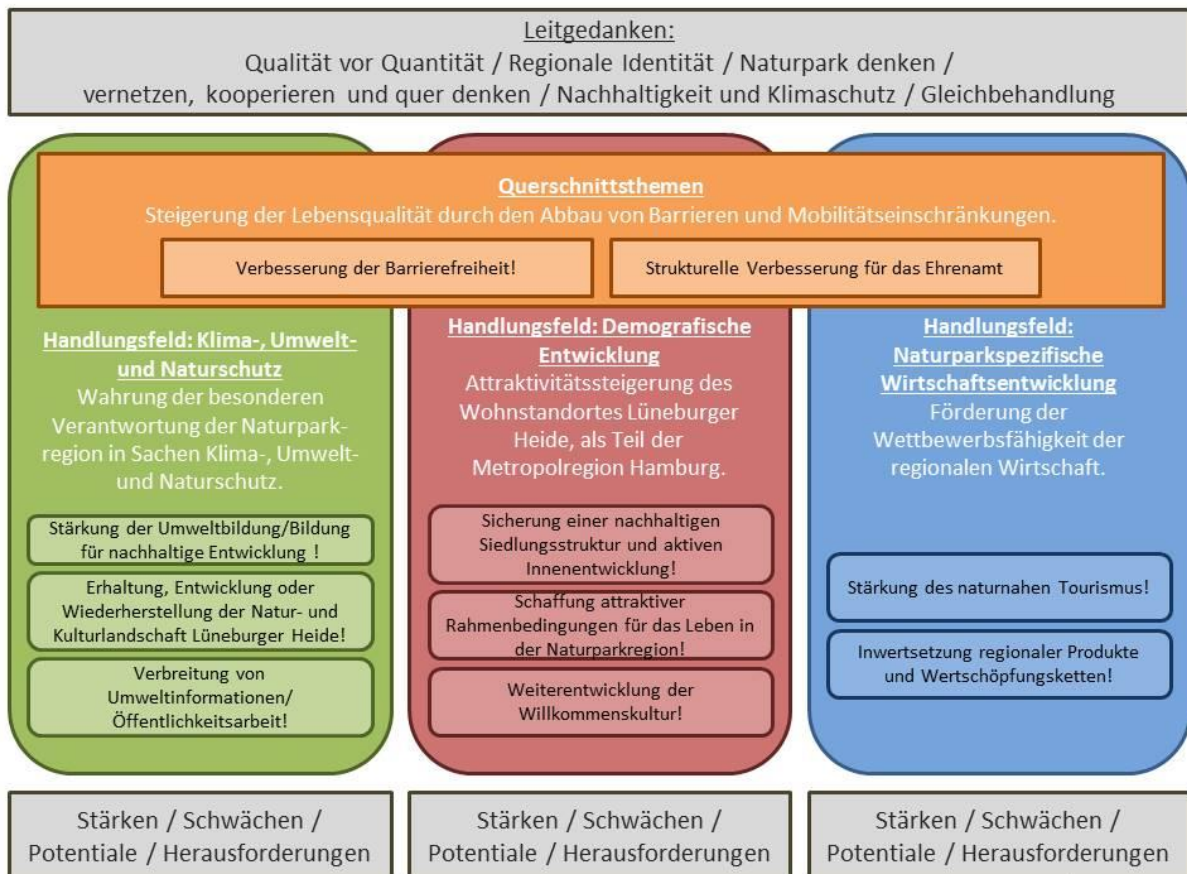 Leitgedanken:
Qualität vor Quantität / Regionale Identität / Naturpark denken /
vernetzen, kooperieren und quer denken / Nachhaltigkeit und Klimaschutz / Gleichbehandlung
Querschnittsthemen
Steigerung der Lebensqualität durch den Abbau von Barrieren und Mobilitätseinschränkungen.
Verbesserung der Barrierefreiheit!
Strukturelle Verbesserung für das Ehrenamt
Handlungsfeld: Klima-, Umwelt-
und Naturschutz
Wahrung der besonderen
Verantwortung der Naturpark-
region in Sachen Klima-, Umwelt-
und Naturschutz.
Stärkung der Umweltbildung/Bildung
für nachhaltige Entwicklung !
Erhaltung, Entwicklung oder
Wiederherstellung der Natur- und
Kulturlandschaft Lüneburger Heide!
Verbreitung von
Umweltinformationen/
Öffentlichkeitsarbeit!
Handlungsfeld: Demografische
Entwicklung
Attraktivitätssteigerung des
Wohnstandortes Lüneburger
Heide, als Teil der
Metropolregion Hamburg.
Sicherung einer nachhaltigen
Siedlungsstruktur und aktiven
Innenentwicklung!
Schaffung attraktiver
Rahmenbedingungen für das Leben in
der Naturparkregion!
Weiterentwicklung der
Willkommenskultur!
Handlungsfeld:
Naturparkspezifische
Wirtschaftsentwicklung
Förderung der
Wettbewerbsfähigkeit der
regionalen Wirtschaft.
Stärkung des naturnahen Tourismus!
Inwertsetzung regionaler Produkte
und Wertschöpfungsketten!
Stärken / Schwächen /
Potentiale / Herausforderungen
Stärken / Schwächen /
Potentiale / Herausforderungen
Stärken / Schwächen /
Potentiale / Herausforderungen